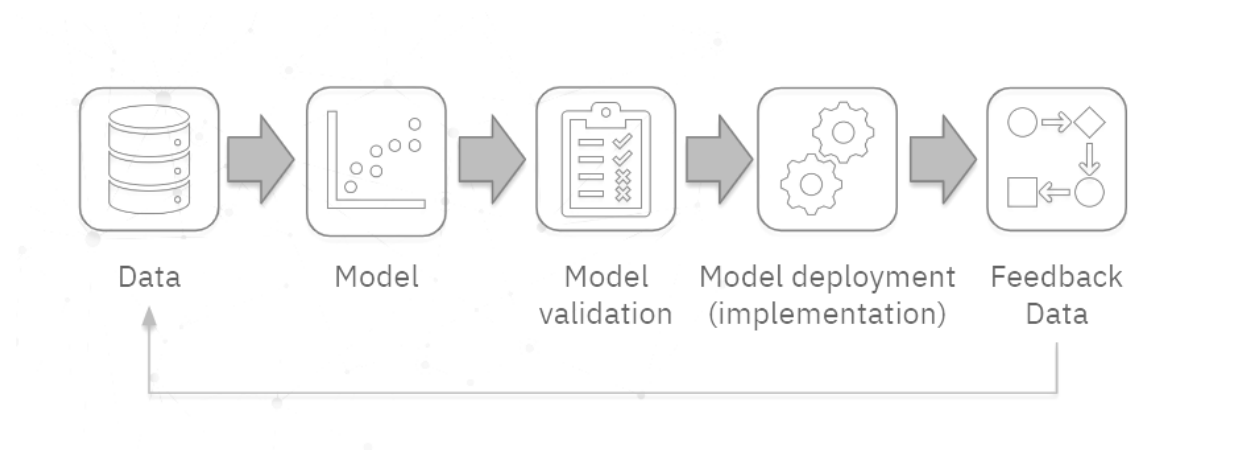 Data
Model
Model
validation
Model deployment
(implementation)
Feedback
Data